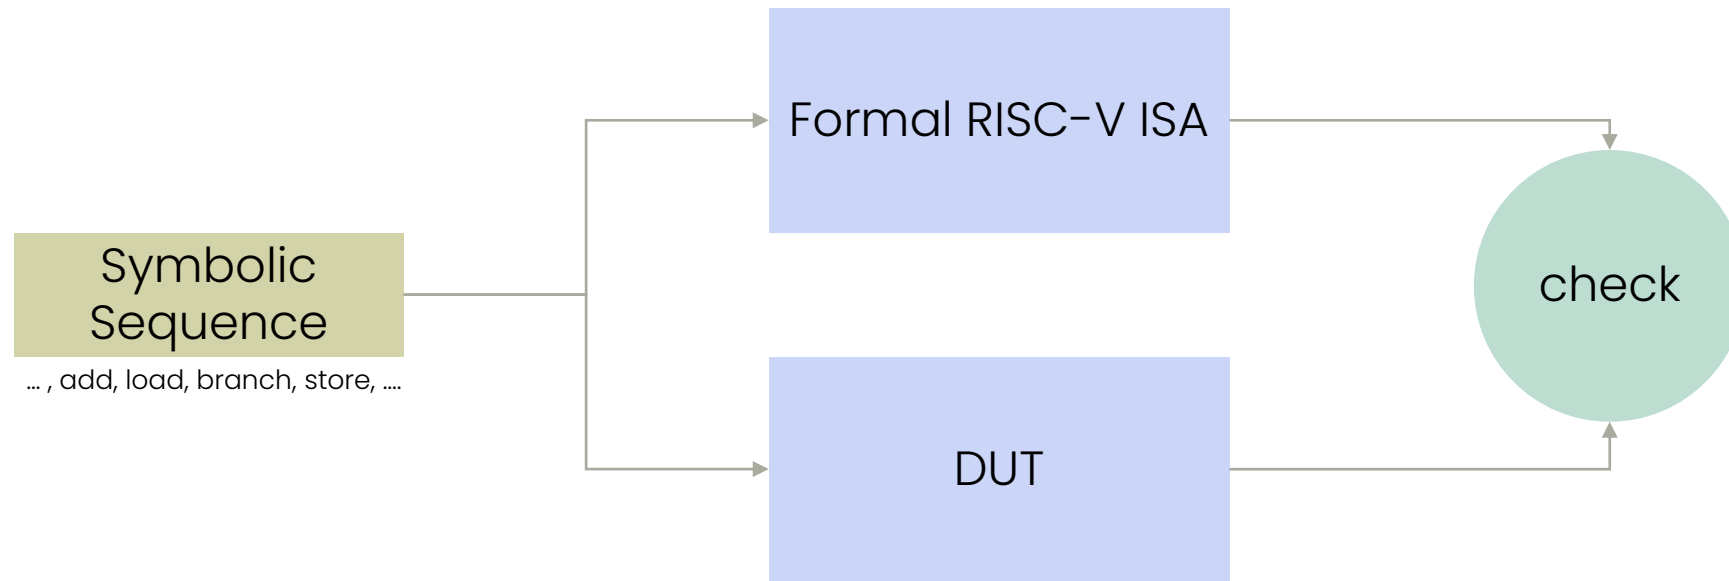 Formal RISC-V ISA
Symbolic
Sequence
... , add, load, branch, store, ....
check
DUT